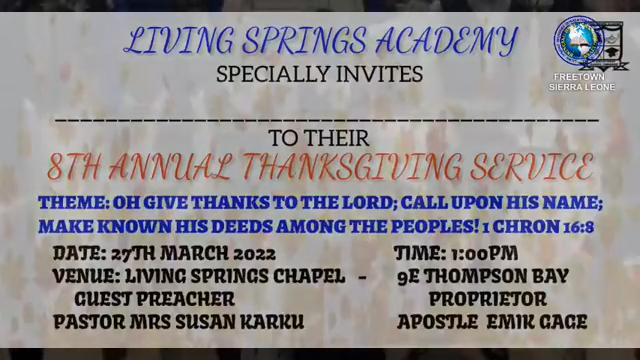 LIVING SPRINGS ACADEMY
SPECIALLY INVITES
FREETOWN
SIERRA LEONE
TO THEIR
8TH ANNUAL THANKSGIVING SERVICE
THEME: OH GIVE THANKS TO THE LORD; CALL UPON HIS NAME;
MAKE KNOWN HIS DEEDS AMONG THE PEOPLES! 1 CHRON 16:8
DATE: 27TH MARCH 2022 TIME: 1:00PM
VENUE: LIVING SPRINGS CHAPEL - 9E THOMPSON BAY
GUEST PREACHER PROPRIETOR
PASTOR MRS SUSAN KARKU APOSTLE EMIK GAGE